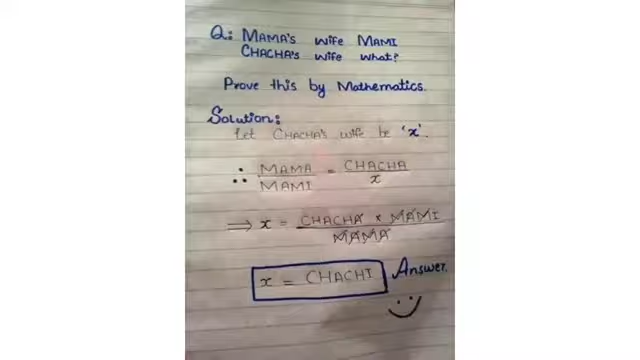 Q: MAMA'S wife MAMI
CHACHA'S wife what?
Prove this by Mathematics.
Solution:
Let CHACHA'S wife be 'x'.
∴ MAMA/MAMI = CHACHA/x
⟹ x = CHACHA × MAMI/MAMA
x = CHACHI Answer.